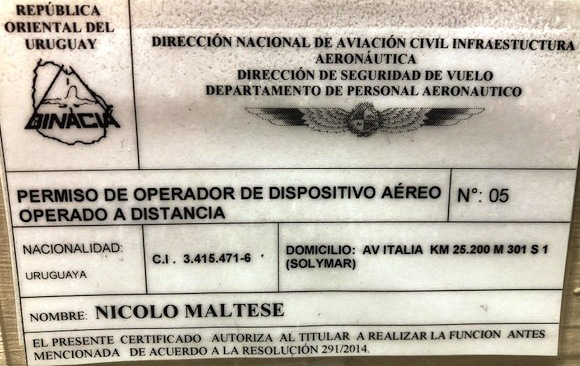 REPÚBLICA
ORIENTAL DEL
URUGUAY
DINACIA
DIRECCIÓN NACIONAL DE AVIACIÓN CIVIL INFRAESTUCTURA
AERONÁUTICA
DIRECCIÓN DE SEGURIDAD DE VUELO
DEPARTAMENTO DE PERSONAL AERONAUTICO
PERMISO DE OPERADOR DE DISPOSITIVO AÉREO
OPERADO A DISTANCIA
N°: 05
NACIONALIDAD:
URUGUAYA
C.I. 3.415.471-6
DOMICILIO: AV ITALIA KM 25.200 M 301 S 1
(SOLYMAR)
NOMBRE: NICOLO MALTESE
EL PRESENTE CERTIFICADO AUTORIZA AL TITULAR A REALIZAR LA FUNCION ANTES
MENCIONADA DE ACUERDO A LA RESOLUCIÓN 291/2014.